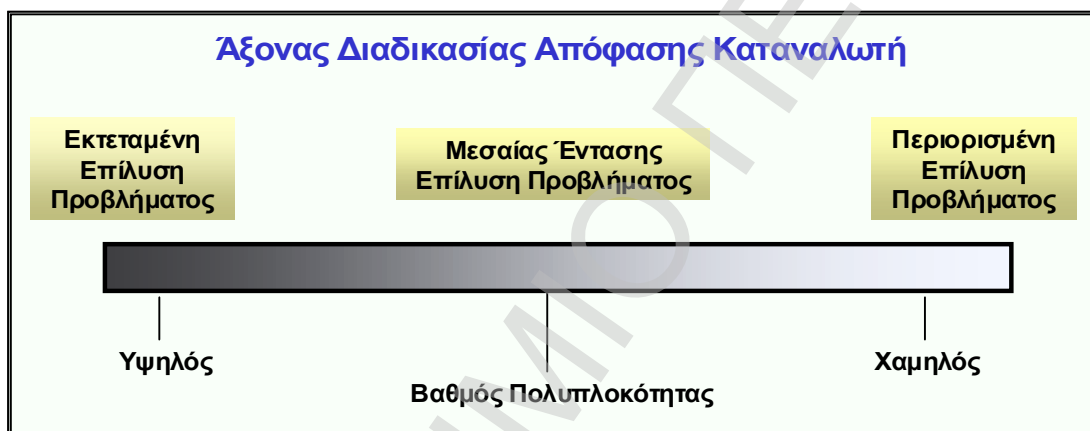 Άξονας Διαδικασίας Απόφασης Καταναλωτή
Εκτεταμένη
Επίλυση
Προβλήματος
Μεσαίας Έντασης
Επίλυση Προβλήματος
Περιορισμένη
Επίλυση
Προβλήματος
Υψηλός
Βαθμός Πολυπλοκότητας
Χαμηλός